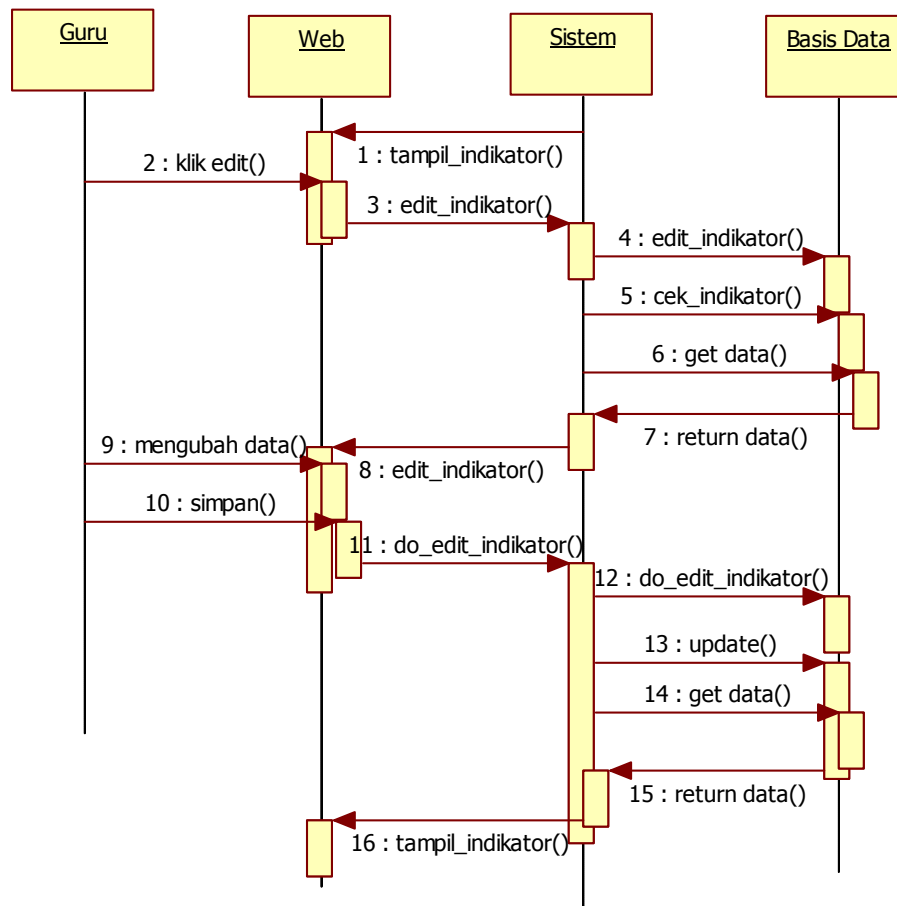 Guru
Web
Sistem
Basis Data
1 : tampil_indikator()
2 : klik edit()
3 : edit_indikator()
4 : edit_indikator()
5 : cek_indikator()
6 : get data()
7 : return data()
8 : edit_indikator()
9 : mengubah data()
10 : simpan()
11 : do_edit_indikator()
12 : do_edit_indikator()
13 : update()
14 : get data()
15 : return data()
16 : tampil_indikator()